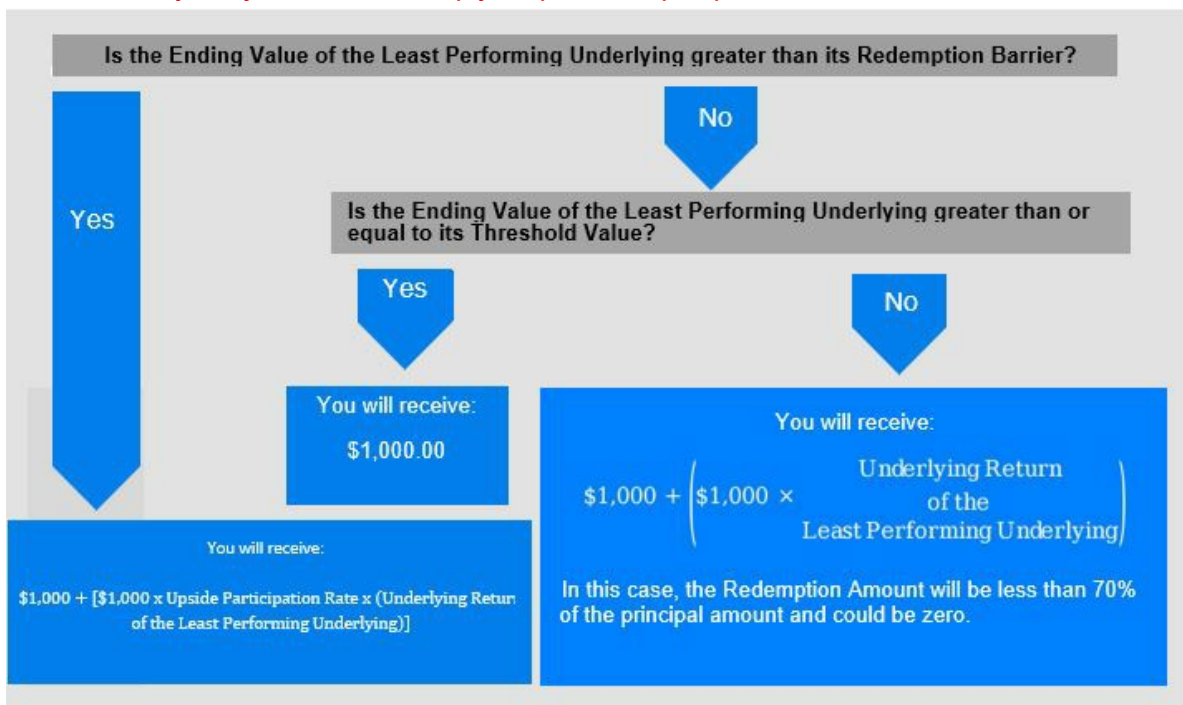 Is the Ending Value of the Least Performing Underlying greater than its Redemption Barrier?
No
Yes
Is the Ending Value of the Least Performing Underlying greater than or
equal to its Threshold Value?
Yes
No
You will receive:
$1,000.00
You will receive:
$1,000 + ($1,000 × Underlying Return
of the
Least Performing Underlying)
In this case, the Redemption Amount will be less than 70%
of the principal amount and could be zero.
You will receive:
$1,000 + [$1,000 x Upside Participation Rate x (Underlying Retur
of the Least Performing Underlying)]